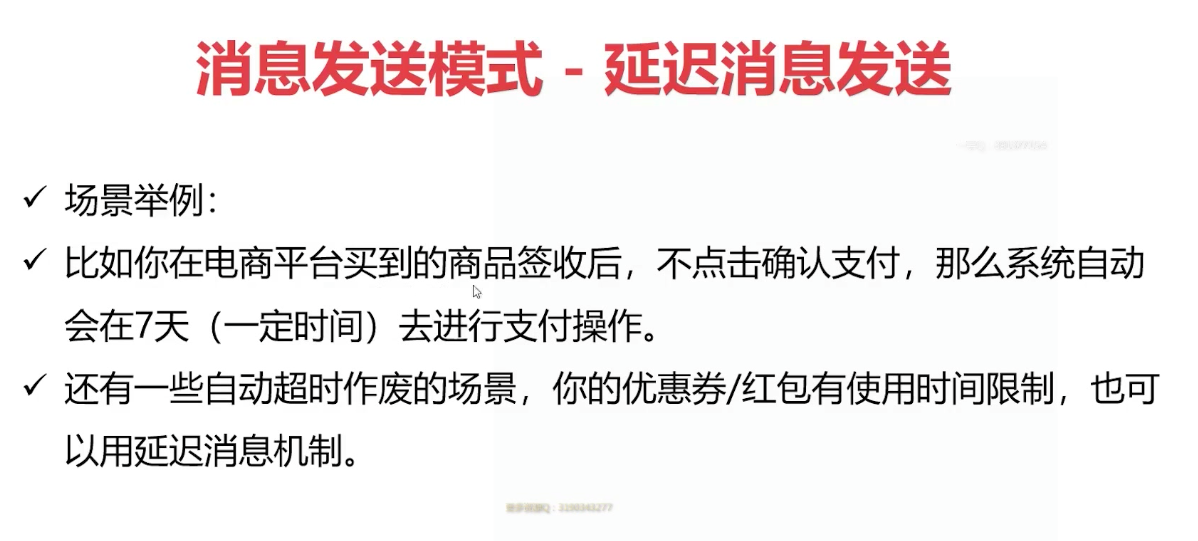 消息发送模式 - 延迟消息发送
✓ 场景举例：
✓ 比如你在电商平台买到的商品签收后，不点击确认支付，那么系统自动
会在7天（一定时间）去进行支付操作。
✓ 还有一些自动超时作废的场景，你的优惠券/红包有使用时间限制，也可
以用延迟消息机制。